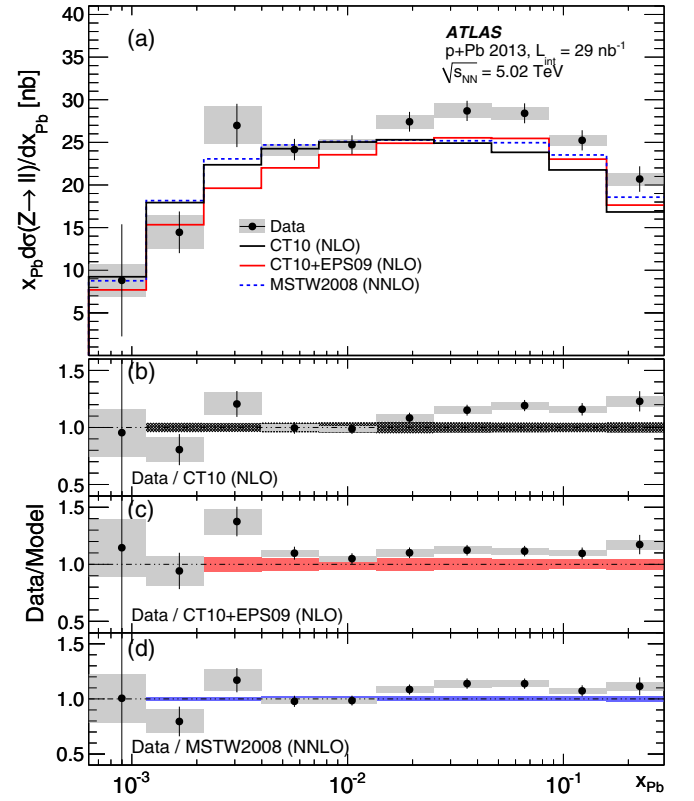 (a)
ATLAS
p+Pb 2013, L_int = 29 nb⁻¹
√s_NN = 5.02 TeV
x_Pb dσ(Z→ ll)/dx_Pb [nb]
40
35
30
25
20
15
10
5
Data
CT10 (NLO)
CT10+EPS09 (NLO)
MSTW2008 (NNLO)
Data/Model
(b)
1.5
1.0
0.5
Data / CT10 (NLO)
(c)
1.5
1.0
0.5
Data / CT10+EPS09 (NLO)
(d)
1.5
1.0
0.5
Data / MSTW2008 (NNLO)
10⁻³ 10⁻² 10⁻¹ x_Pb